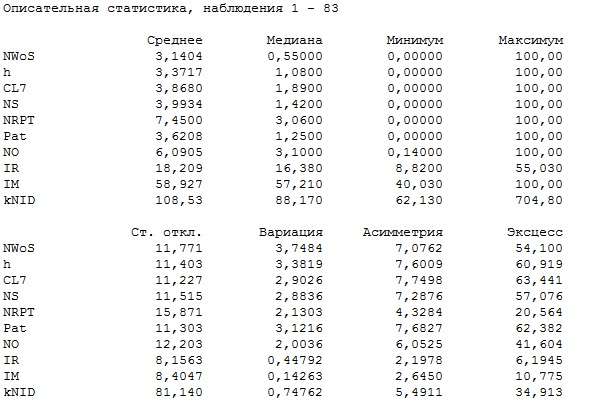 Описательная статистика, наблюдения 1 - 83
Среднее Медиана Минимум Максимум
NWoS 3,1404 0,55000 0,00000 100,00
h 3,3717 1,0800 0,00000 100,00
CL7 3,8680 1,8900 0,00000 100,00
NS 3,9934 1,4200 0,00000 100,00
NRPT 7,4500 3,0600 0,00000 100,00
Pat 3,6208 1,2500 0,00000 100,00
NO 6,0905 3,1000 0,14000 100,00
IR 18,209 16,380 8,8200 55,030
IM 58,927 57,210 40,030 100,00
kNID 108,53 88,170 62,130 704,80
Ст. откл. Вариация Асимметрия Эксцесс
NWoS 11,771 3,7484 7,0762 54,100
h 11,403 3,3819 7,6009 60,919
CL7 11,227 2,9026 7,7498 63,441
NS 11,515 2,8836 7,2876 57,076
NRPT 15,871 2,1303 4,3284 20,564
Pat 11,303 3,1216 7,6827 62,382
NO 12,203 2,0036 6,0525 41,604
IR 8,1563 0,44792 2,1978 6,1945
IM 8,4047 0,14263 2,6450 10,775
kNID 81,140 0,74762 5,4911 34,913